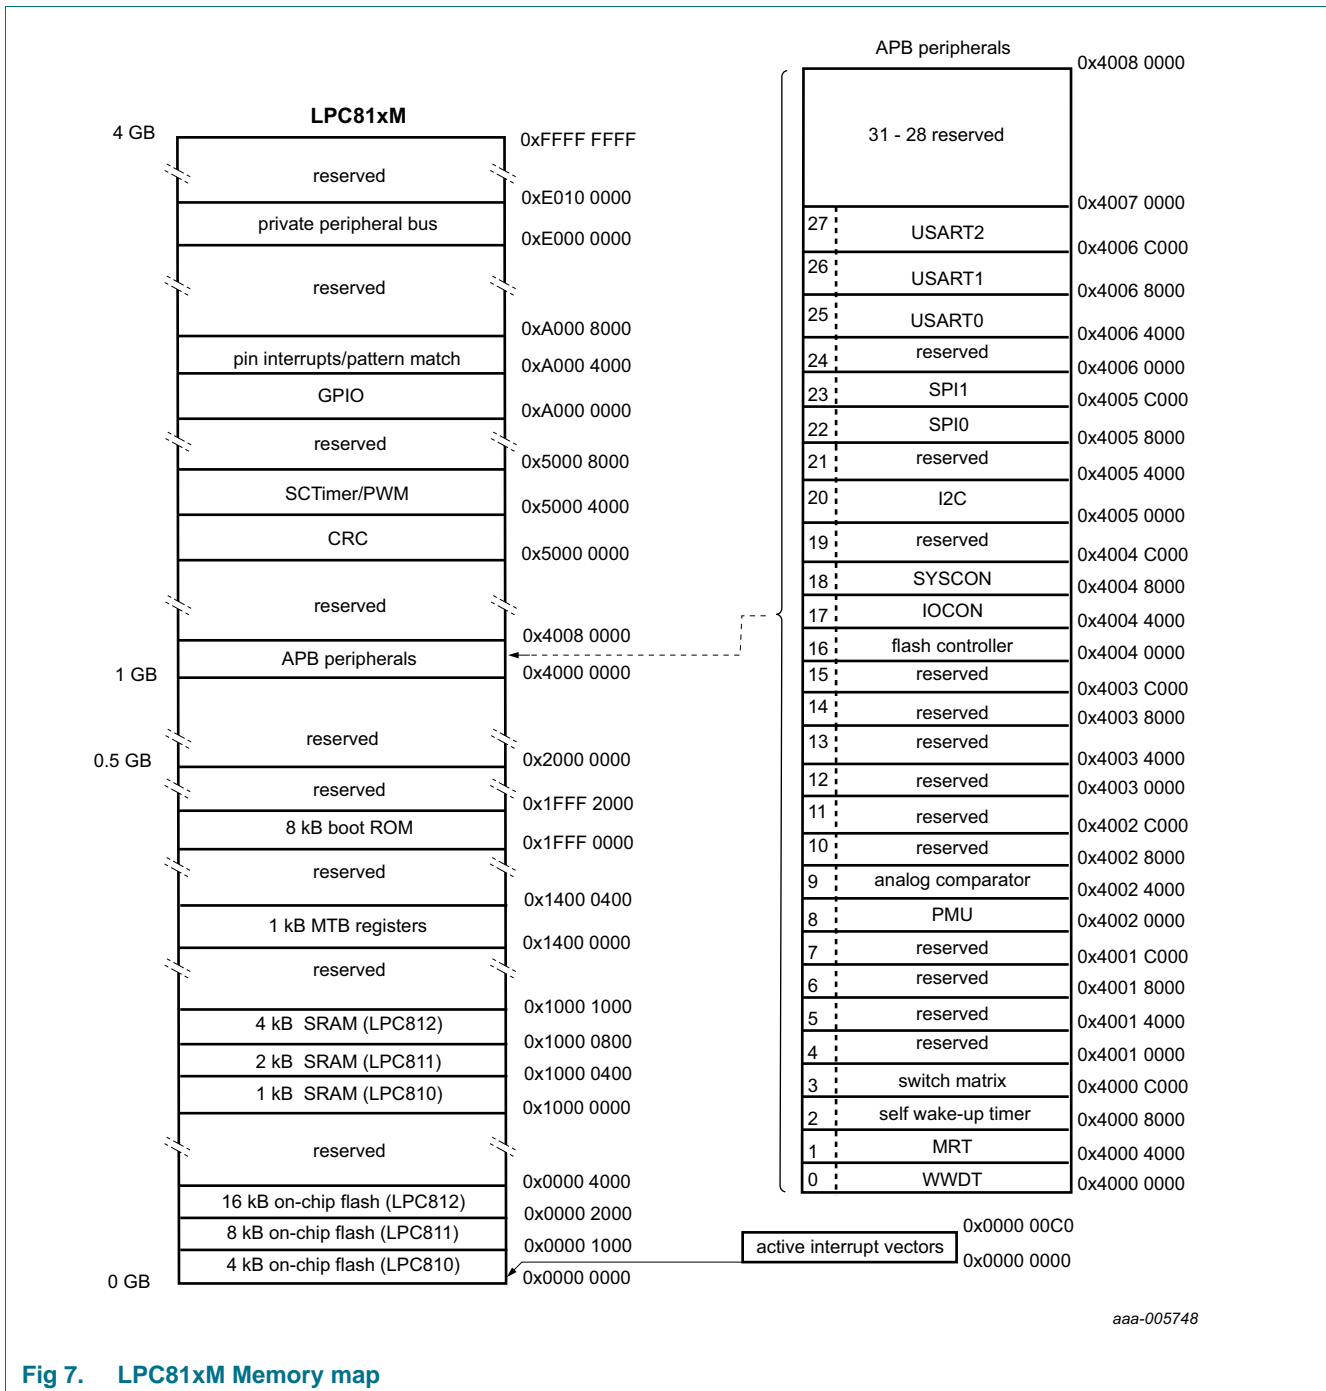 LPC81xM
4 GB
0xFFFF FFFF
reserved
0xE010 0000
private peripheral bus
0xE000 0000
reserved
0xA000 8000
pin interrupts/pattern match
0xA000 4000
GPIO
0xA000 0000
reserved
0x5000 8000
SCTimer/PWM
0x5000 4000
CRC
0x5000 0000
reserved
0x4008 0000
APB peripherals
0x4000 0000
1 GB
reserved
0x2000 0000
0.5 GB
reserved
0x1FFF 2000
8 kB boot ROM
0x1FFF 0000
reserved
0x1400 0400
1 kB MTB registers
0x1400 0000
reserved
0x1000 1000
4 kB SRAM (LPC812)
0x1000 0800
2 kB SRAM (LPC811)
0x1000 0400
1 kB SRAM (LPC810)
0x1000 0000
reserved
0x0000 4000
16 kB on-chip flash (LPC812)
0x0000 2000
8 kB on-chip flash (LPC811)
0x0000 1000
4 kB on-chip flash (LPC810)
0x0000 0000
0 GB
APB peripherals
0x4008 0000
31 - 28 reserved
0x4007 0000
27 USART2
0x4006 C000
26 USART1
0x4006 8000
25 USART0
0x4006 4000
24 reserved
0x4006 0000
23 SPI1
0x4005 C000
22 SPI0
0x4005 8000
21 reserved
0x4005 4000
20 I2C
0x4005 0000
19 reserved
0x4004 C000
18 SYSCON
0x4004 8000
17 IOCON
0x4004 4000
16 flash controller
0x4004 0000
15 reserved
0x4003 C000
14 reserved
0x4003 8000
13 reserved
0x4003 4000
12 reserved
0x4003 0000
11 reserved
0x4002 C000
10 reserved
0x4002 8000
9 analog comparator
0x4002 4000
8 PMU
0x4002 0000
7 reserved
0x4001 C000
6 reserved
0x4001 8000
5 reserved
0x4001 4000
4 reserved
0x4001 0000
3 switch matrix
0x4000 C000
2 self wake-up timer
0x4000 8000
1 MRT
0x4000 4000
0 WWDT
0x4000 0000
0x0000 00C0
active interrupt vectors
0x0000 0000
aaa-005748
Fig 7. LPC81xM Memory map